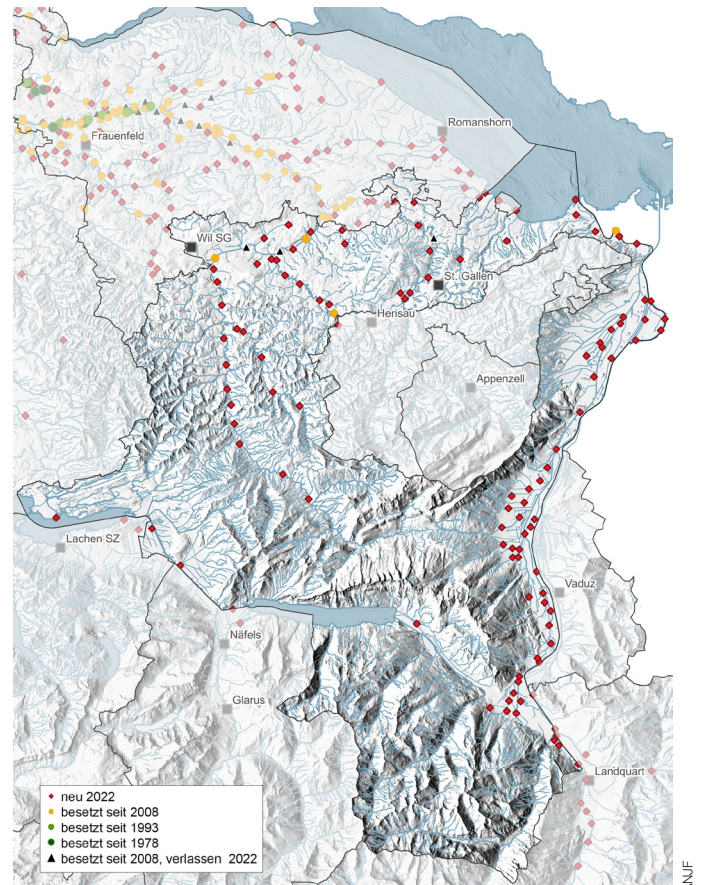 Romanshorn
Frauenfeld
Wil SG
St. Gallen
Herisau
Appenzell
Lachen SZ
Vaduz
Näfels
Glarus
Landquart
neu 2022
besetzt seit 2008
besetzt seit 1993
besetzt seit 1978
besetzt seit 2008, verlassen 2022
ANJF